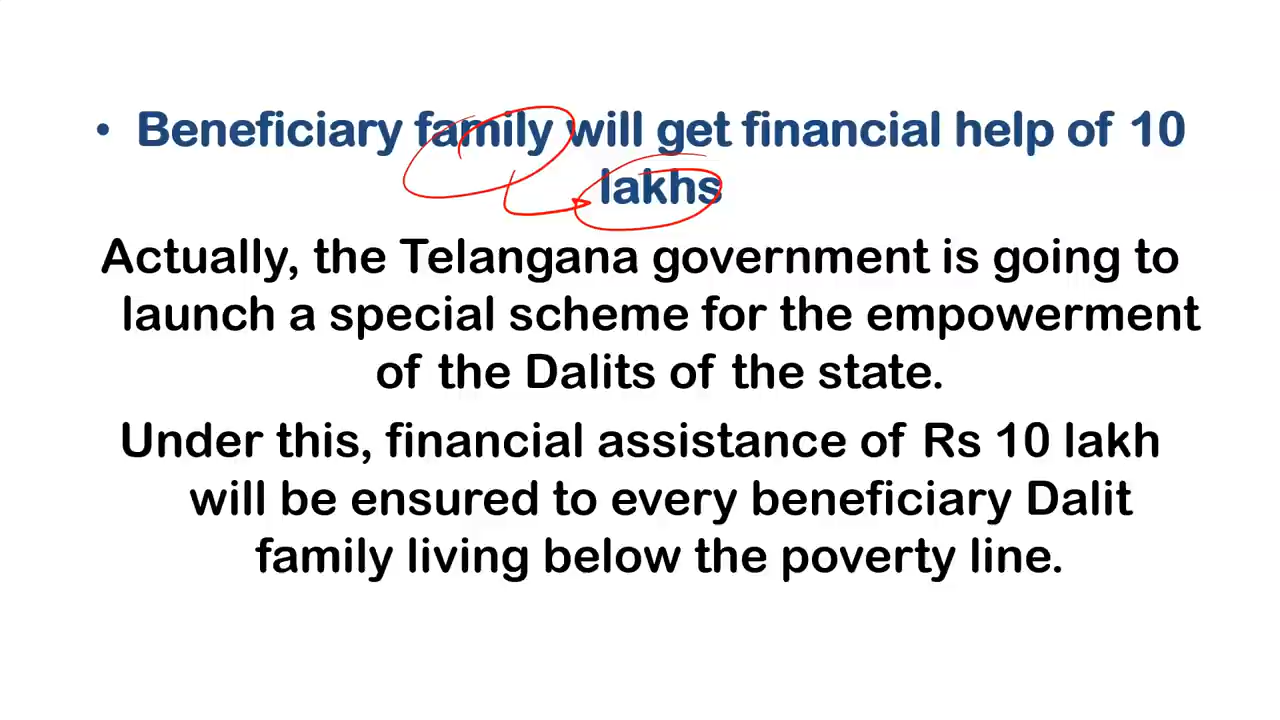 • Beneficiary family will get financial help of 10
lakhs
Actually, the Telangana government is going to
launch a special scheme for the empowerment
of the Dalits of the state.
Under this, financial assistance of Rs 10 lakh
will be ensured to every beneficiary Dalit
family living below the poverty line.